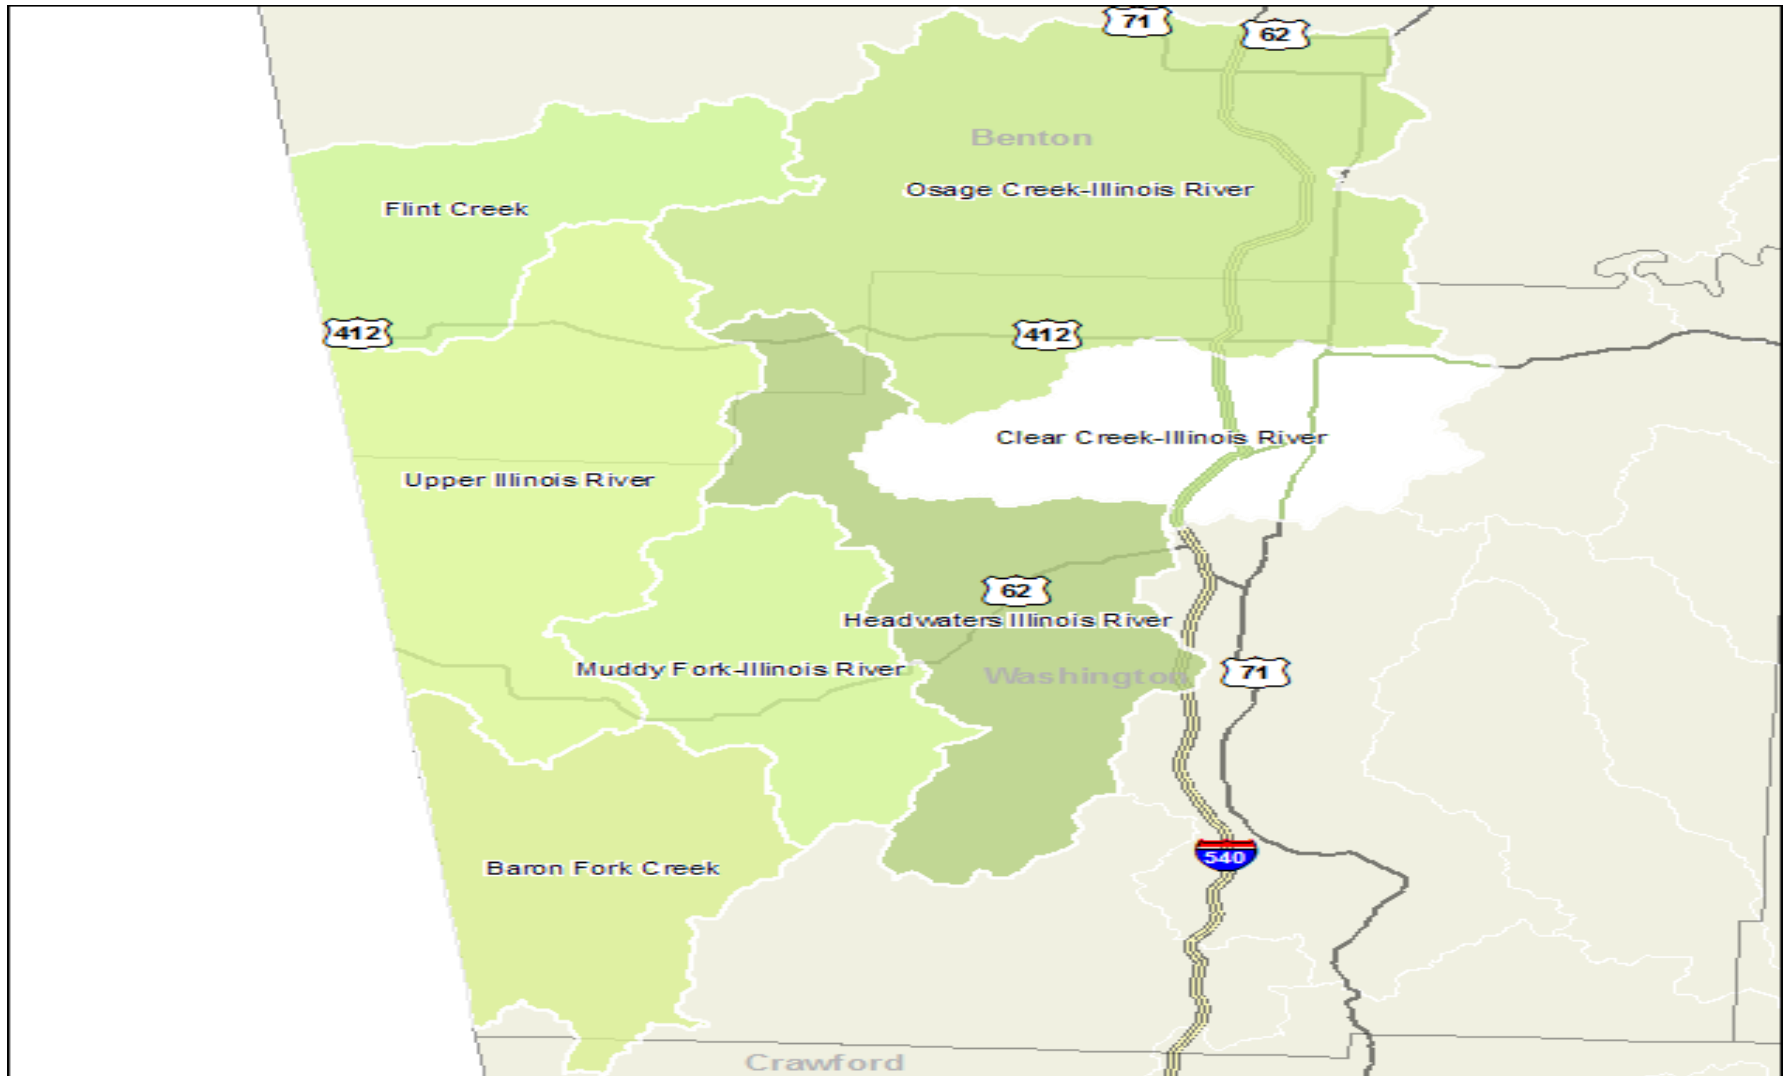 71
62
Benton
Osage Creek-Illinois River
Flint Creek
412
412
Clear Creek-Illinois River
Upper Illinois River
62
Headwaters Illinois River
Muddy Fork-Illinois River
Washington
71
540
Baron Fork Creek
Crawford